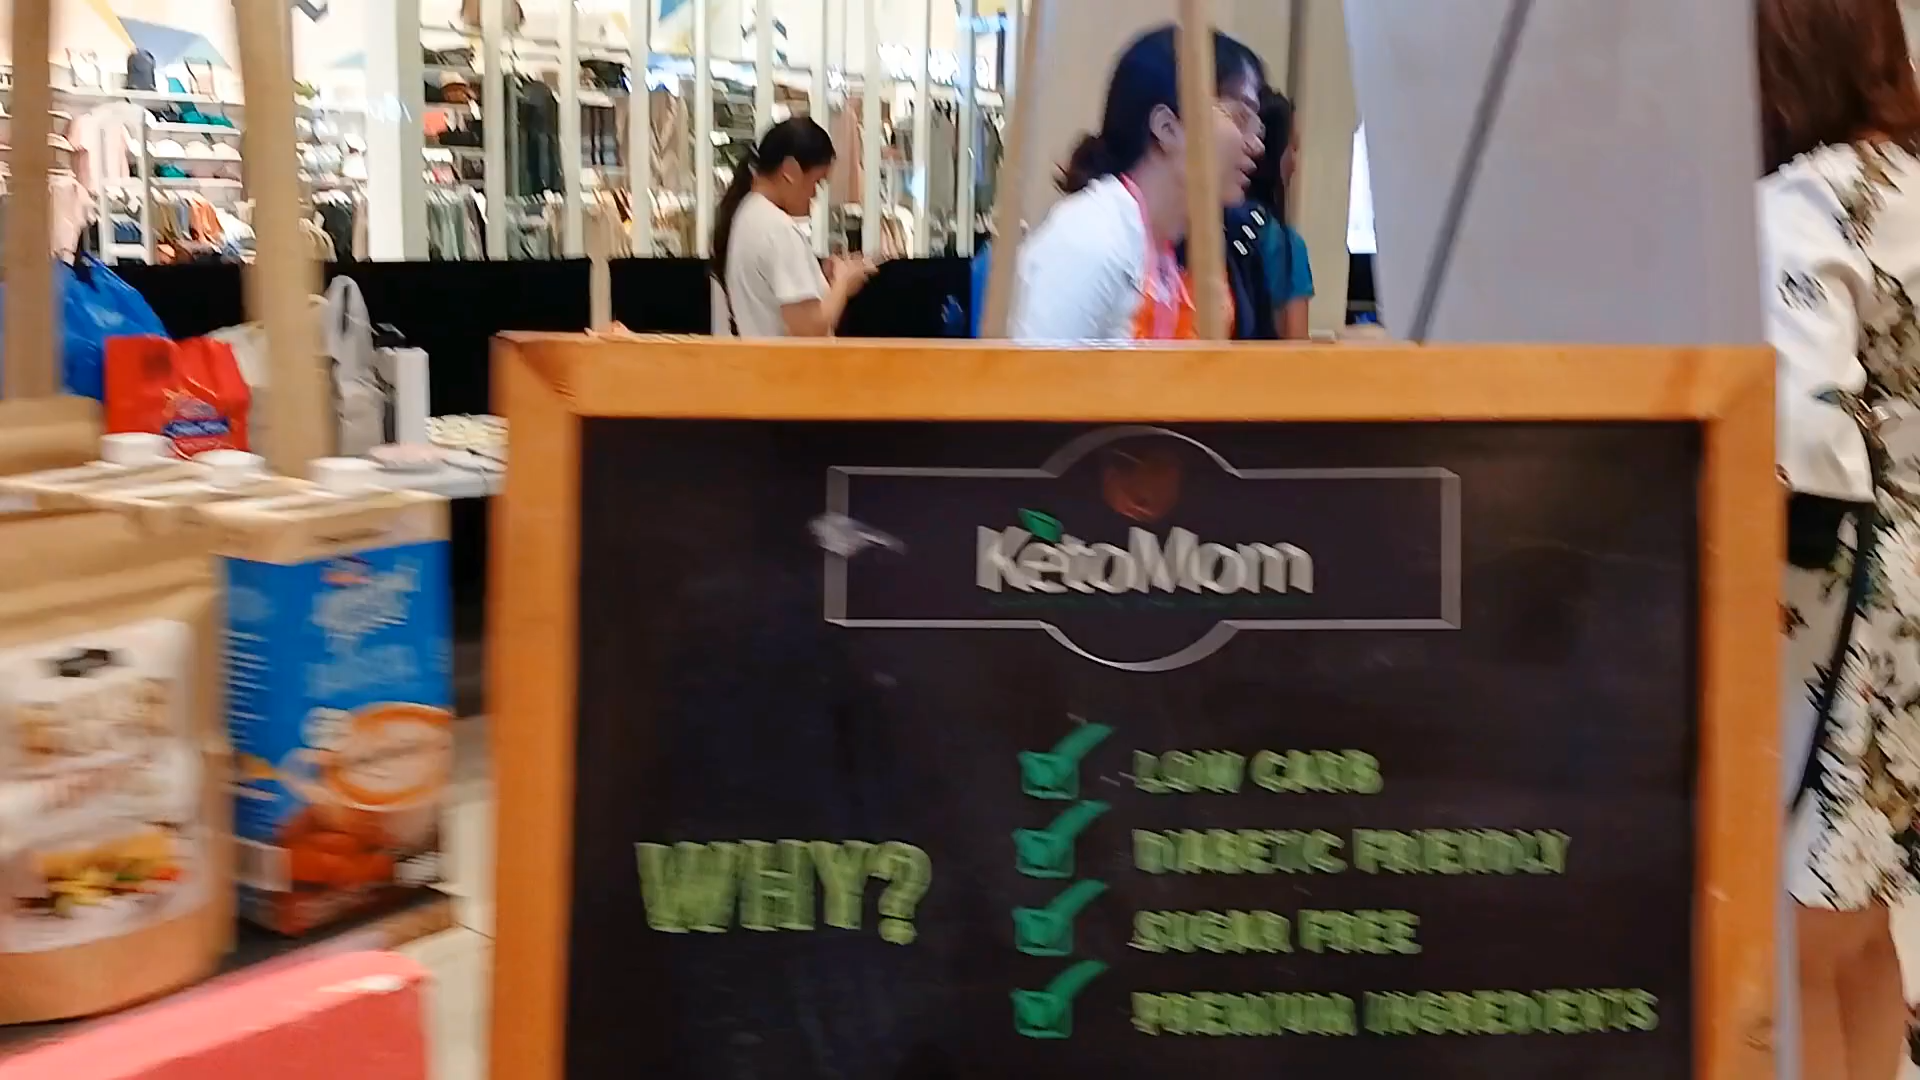 KetoMom
WHY?
LOW CARB
DIABETIC FRIENDLY
SUGAR FREE
PREMIUM INGREDIENTS